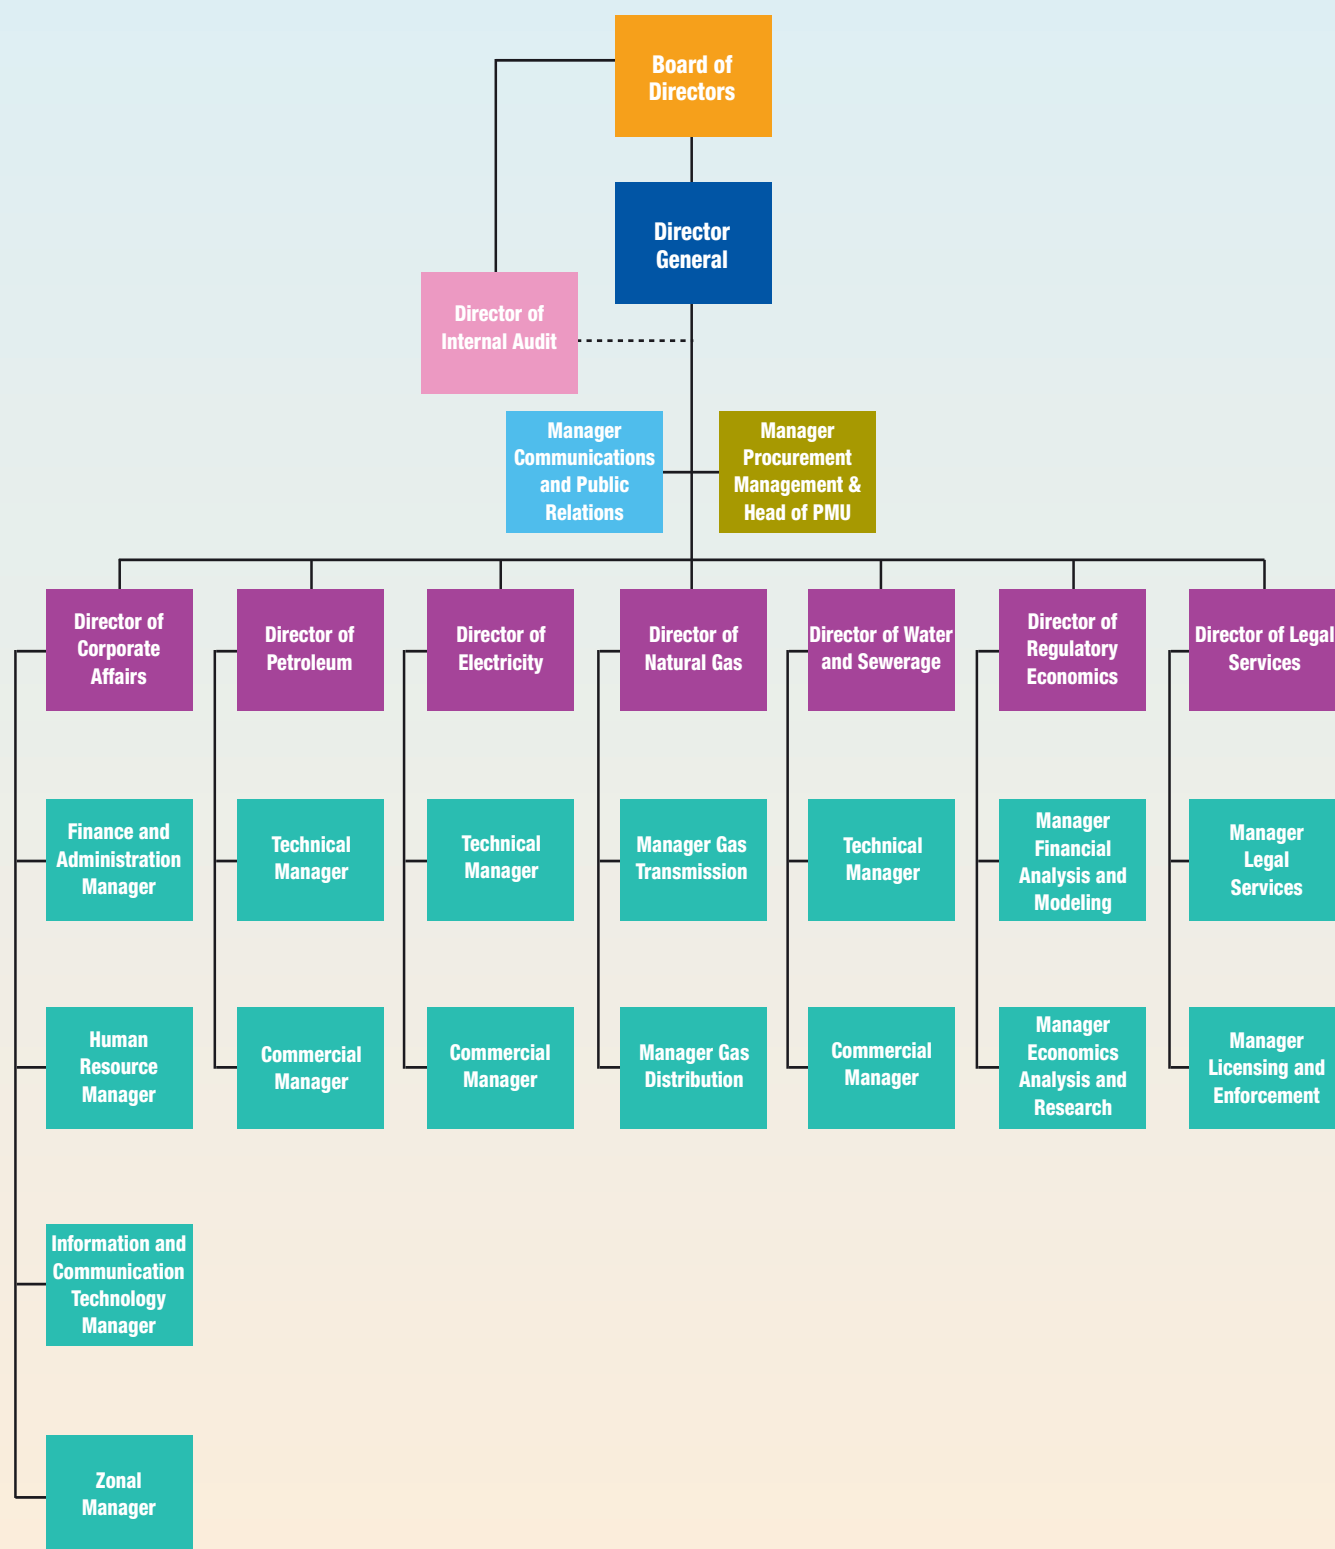 Board of
Directors
Director
General
Director of
Internal Audit
Manager
Communications
and Public
Relations
Manager
Procurement
Management &
Head of PMU
Director of
Corporate
Affairs
Director of
Petroleum
Director of
Electricity
Director of
Natural Gas
Director of Water
and Sewerage
Director of
Regulatory
Economics
Director of Legal
Services
Finance and
Administration
Manager
Technical
Manager
Technical
Manager
Manager Gas
Transmission
Technical
Manager
Manager
Financial
Analysis and
Modeling
Manager
Legal
Services
Human
Resource
Manager
Commercial
Manager
Commercial
Manager
Manager Gas
Distribution
Commercial
Manager
Manager
Economics
Analysis and
Research
Manager
Licensing and
Enforcement
Information and
Communication
Technology
Manager
Zonal
Manager